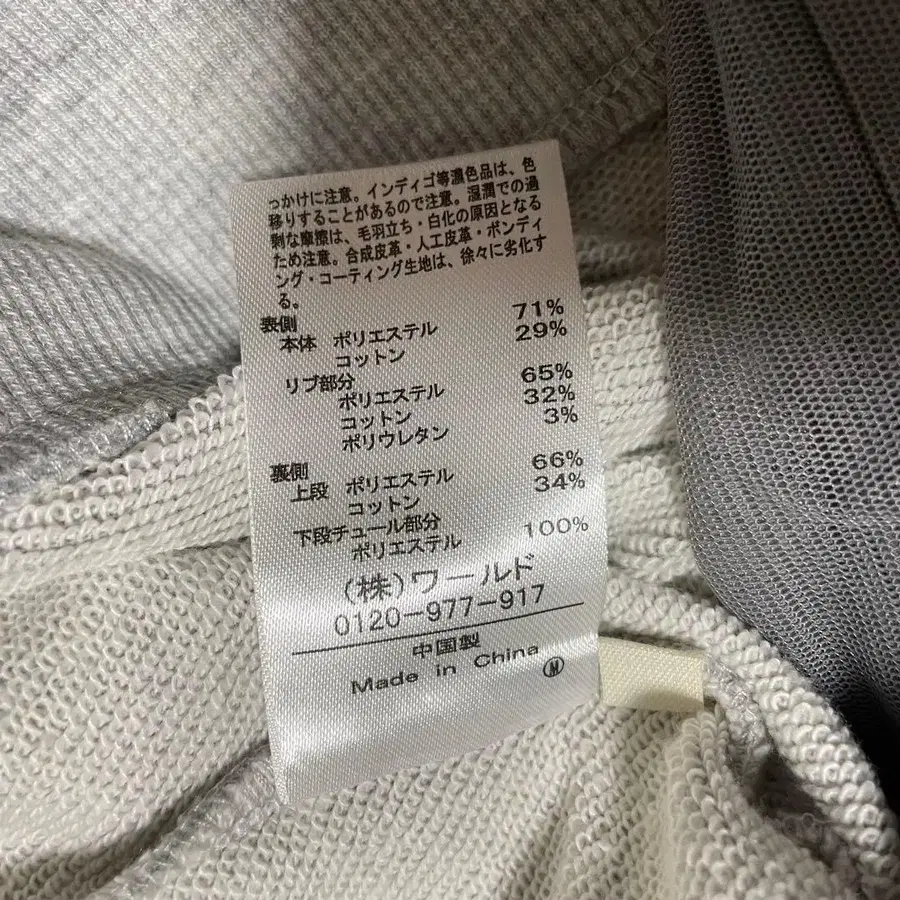 っかけに注意。インディゴ等濃色品は、色
移りすることがあるので注意。湿潤での過
剰な摩擦は、毛羽立ち・白化の原因となる
ため注意。合成皮革・人工皮革・ボンディ
ング・コーティング生地は、徐々に劣化す
る。
表側
本体 ポリエステル 71%
コットン 29%
リブ部分
ポリエステル 65%
コットン 32%
ポリウレタン 3%
裏側
上段 ポリエステル 66%
コットン 34%
下段チュール部分
ポリエステル 100%
(株)ワールド
0120-977-917
中国製
Made in China
M